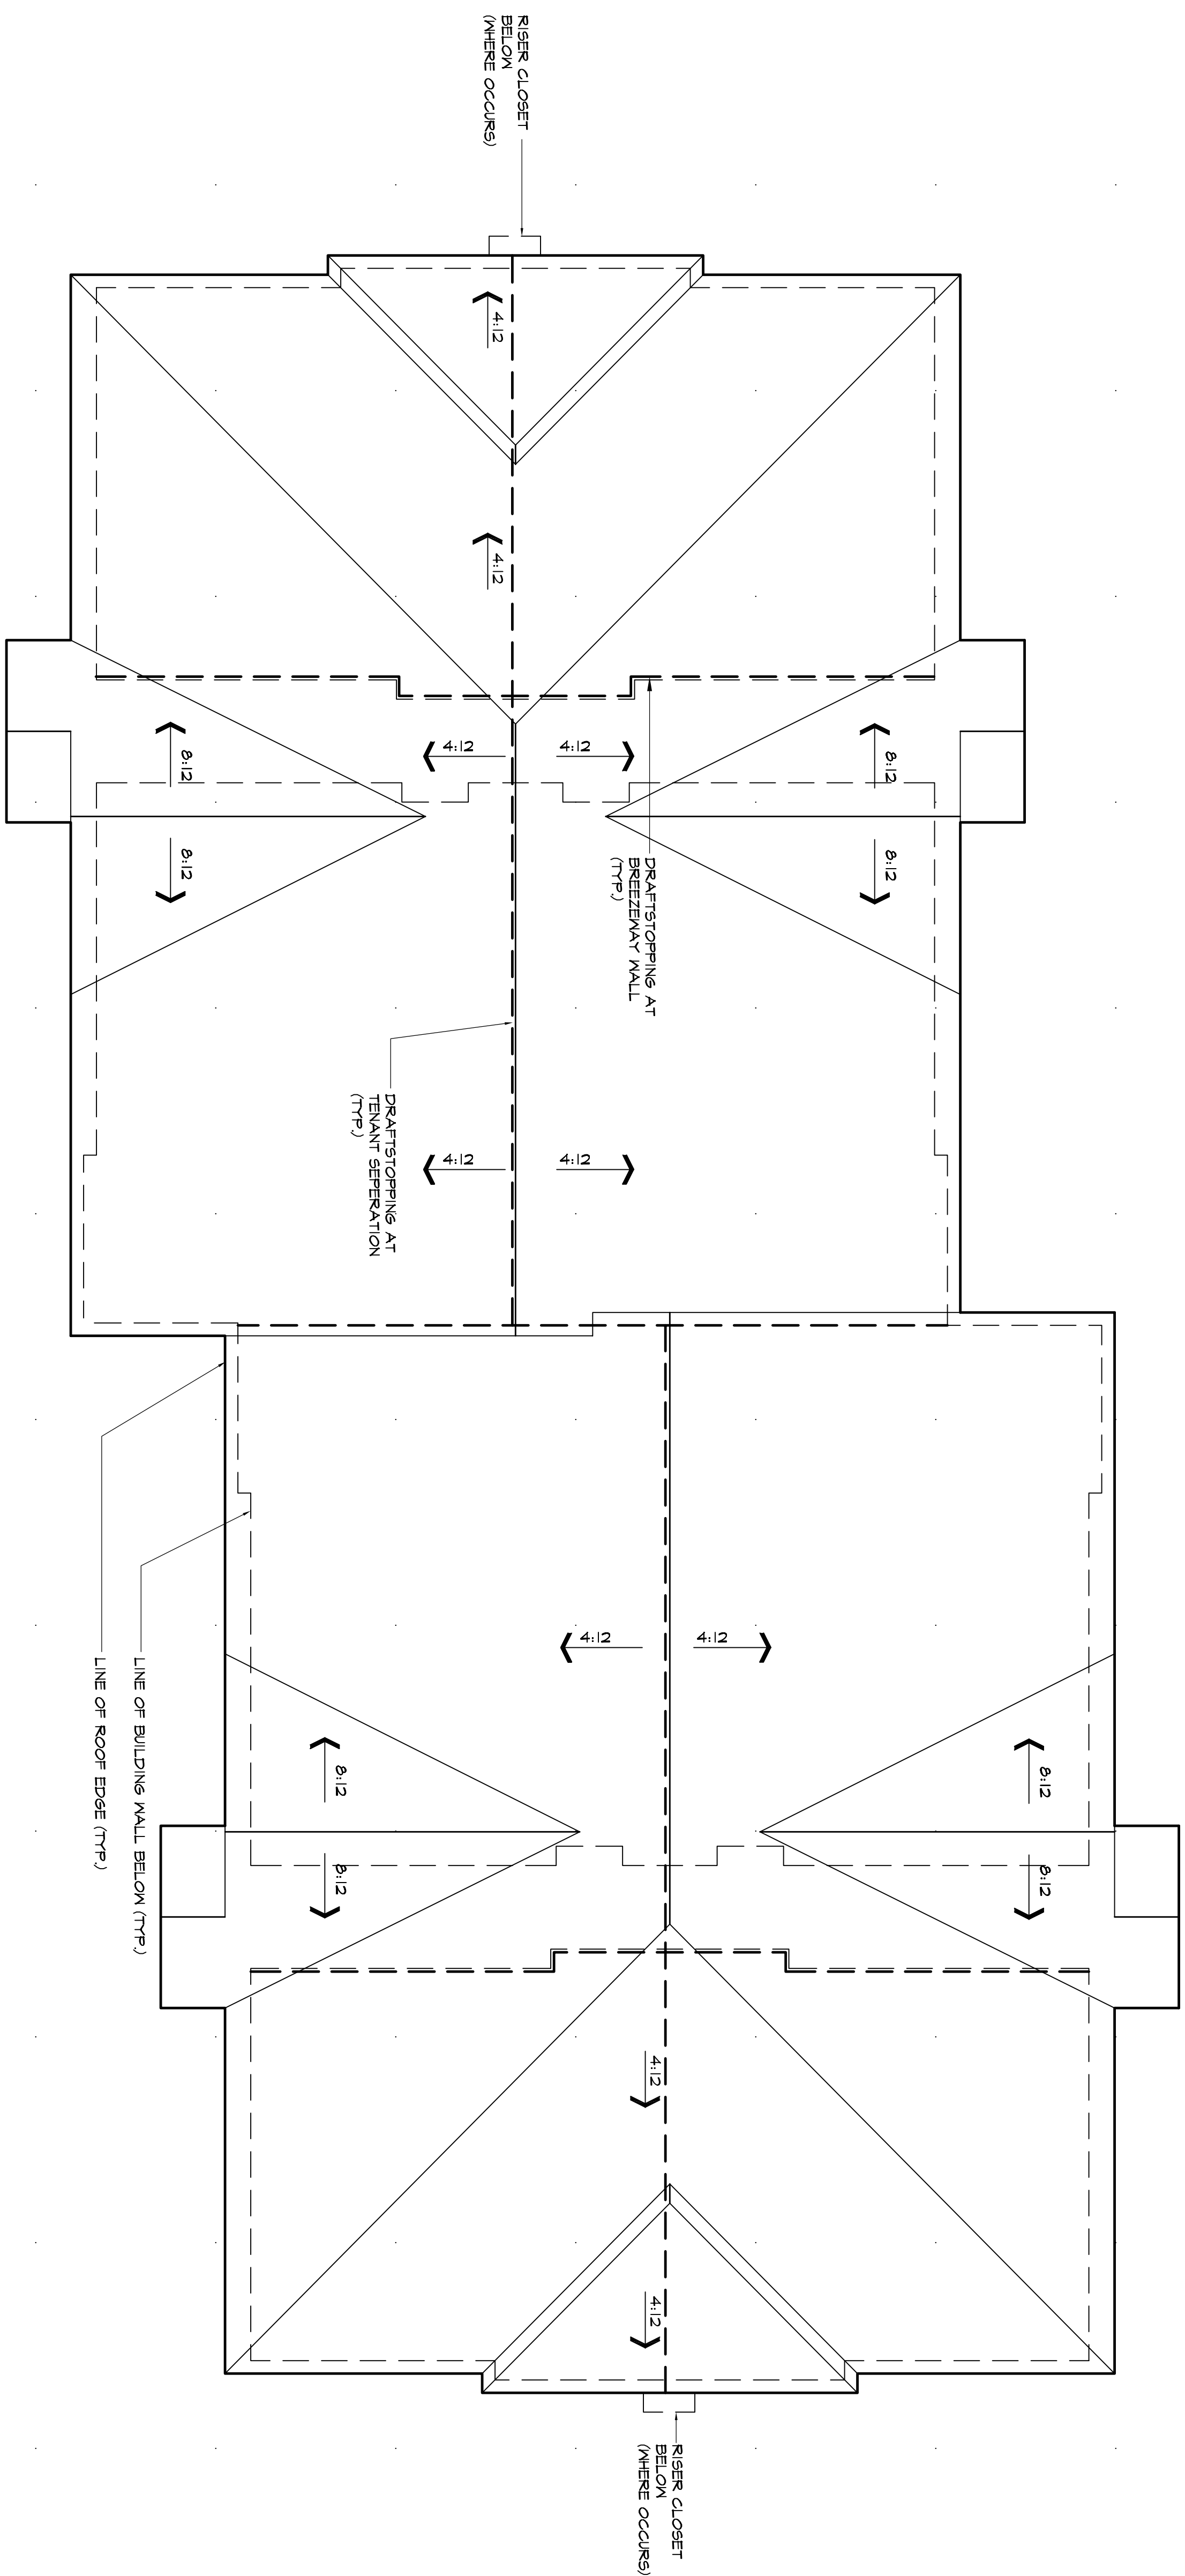 RISER CLOSET
BELOW
(WHERE OCCURS)
4:12
4:12
8:12
8:12
4:12
4:12
8:12
8:12
DRAFTSTOPPING AT
BREEZEWAY WALL
(TYP.)
DRAFTSTOPPING AT
TENANT SEPERATION
(TYP.)
4:12
4:12
LINE OF BUILDING WALL BELOW (TYP.)
LINE OF ROOF EDGE (TYP.)
4:12
4:12
8:12
8:12
8:12
8:12
4:12
4:12
RISER CLOSET
BELOW
(WHERE OCCURS)